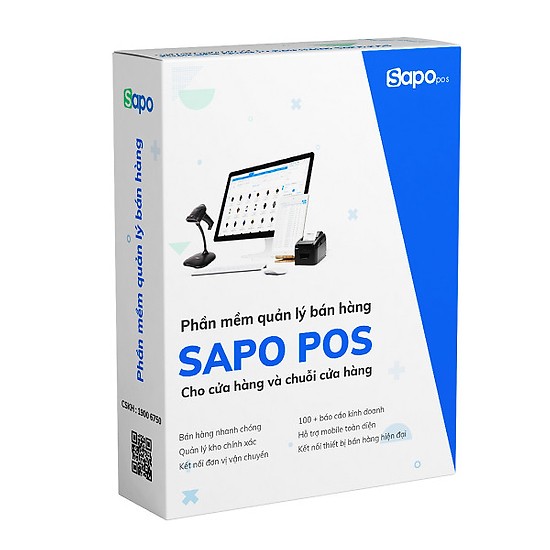 Sapo
Phần mềm quản lý bán hàng
CSKH : 1900 6750
Sapo pos
Phần mềm quản lý bán hàng
SAPO POS
Cho cửa hàng và chuỗi cửa hàng
Bán hàng nhanh chóng
Quản lý kho chính xác
Kết nối đơn vị vận chuyển
100 + báo cáo kinh doanh
Hỗ trợ mobile toàn diện
Kết nối thiết bị bán hàng hiện đại